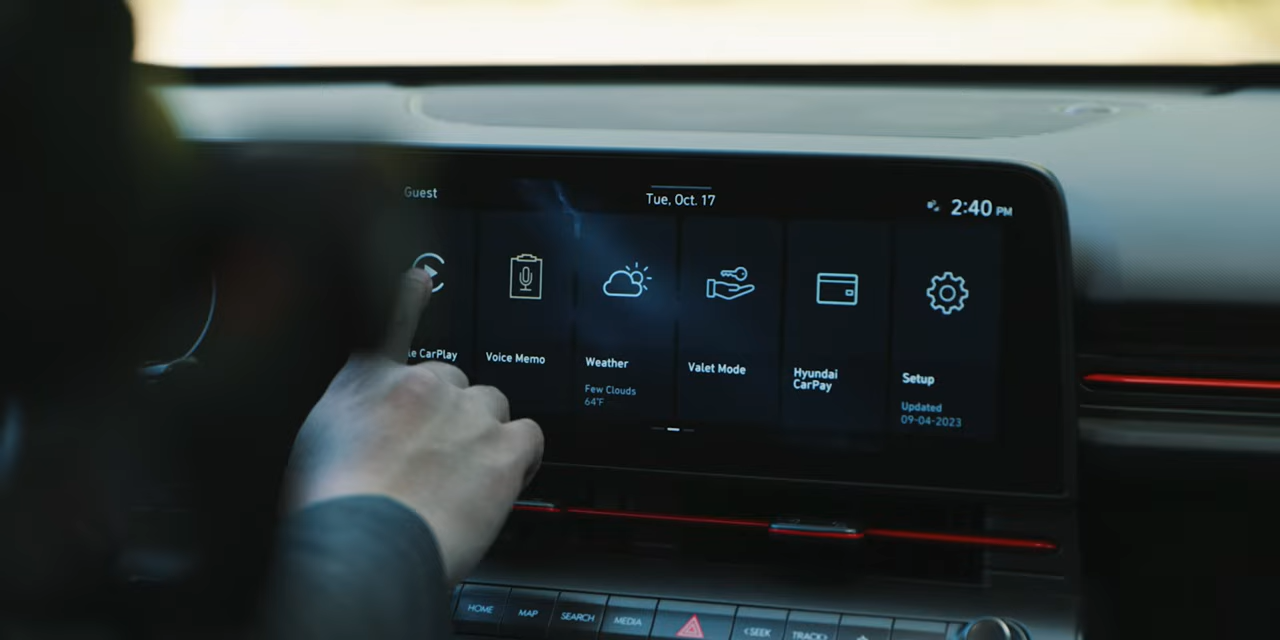 Guest
Tue, Oct. 17
2:40 PM
le CarPlay
Voice Memo
Weather
Few Clouds
64°F
Valet Mode
Hyundai
CarPay
Setup
Updated
09-04-2023
HOME
MAP
SEARCH
MEDIA
<SEEK
TRACK>